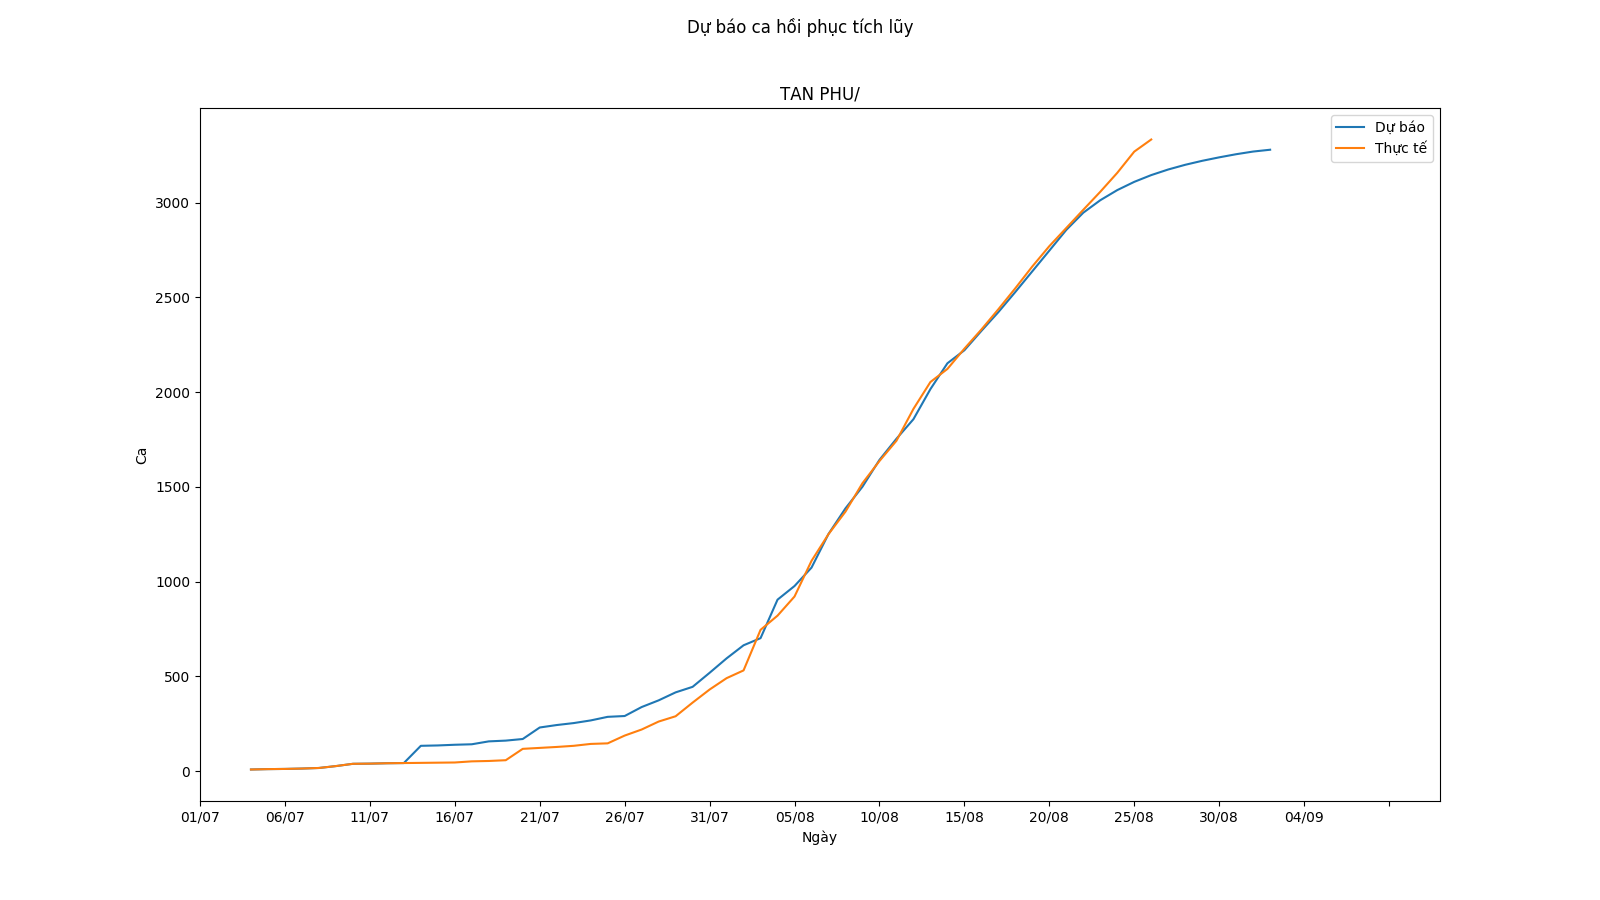 Dự báo ca hồi phục tích lũy
TAN PHU/
Dự báo
Thực tế
3000
2500
2000
1500
1000
500
0
Ca
01/07 06/07 11/07 16/07 21/07 26/07 31/07 05/08 10/08 15/08 20/08 25/08 30/08 04/09
Ngày